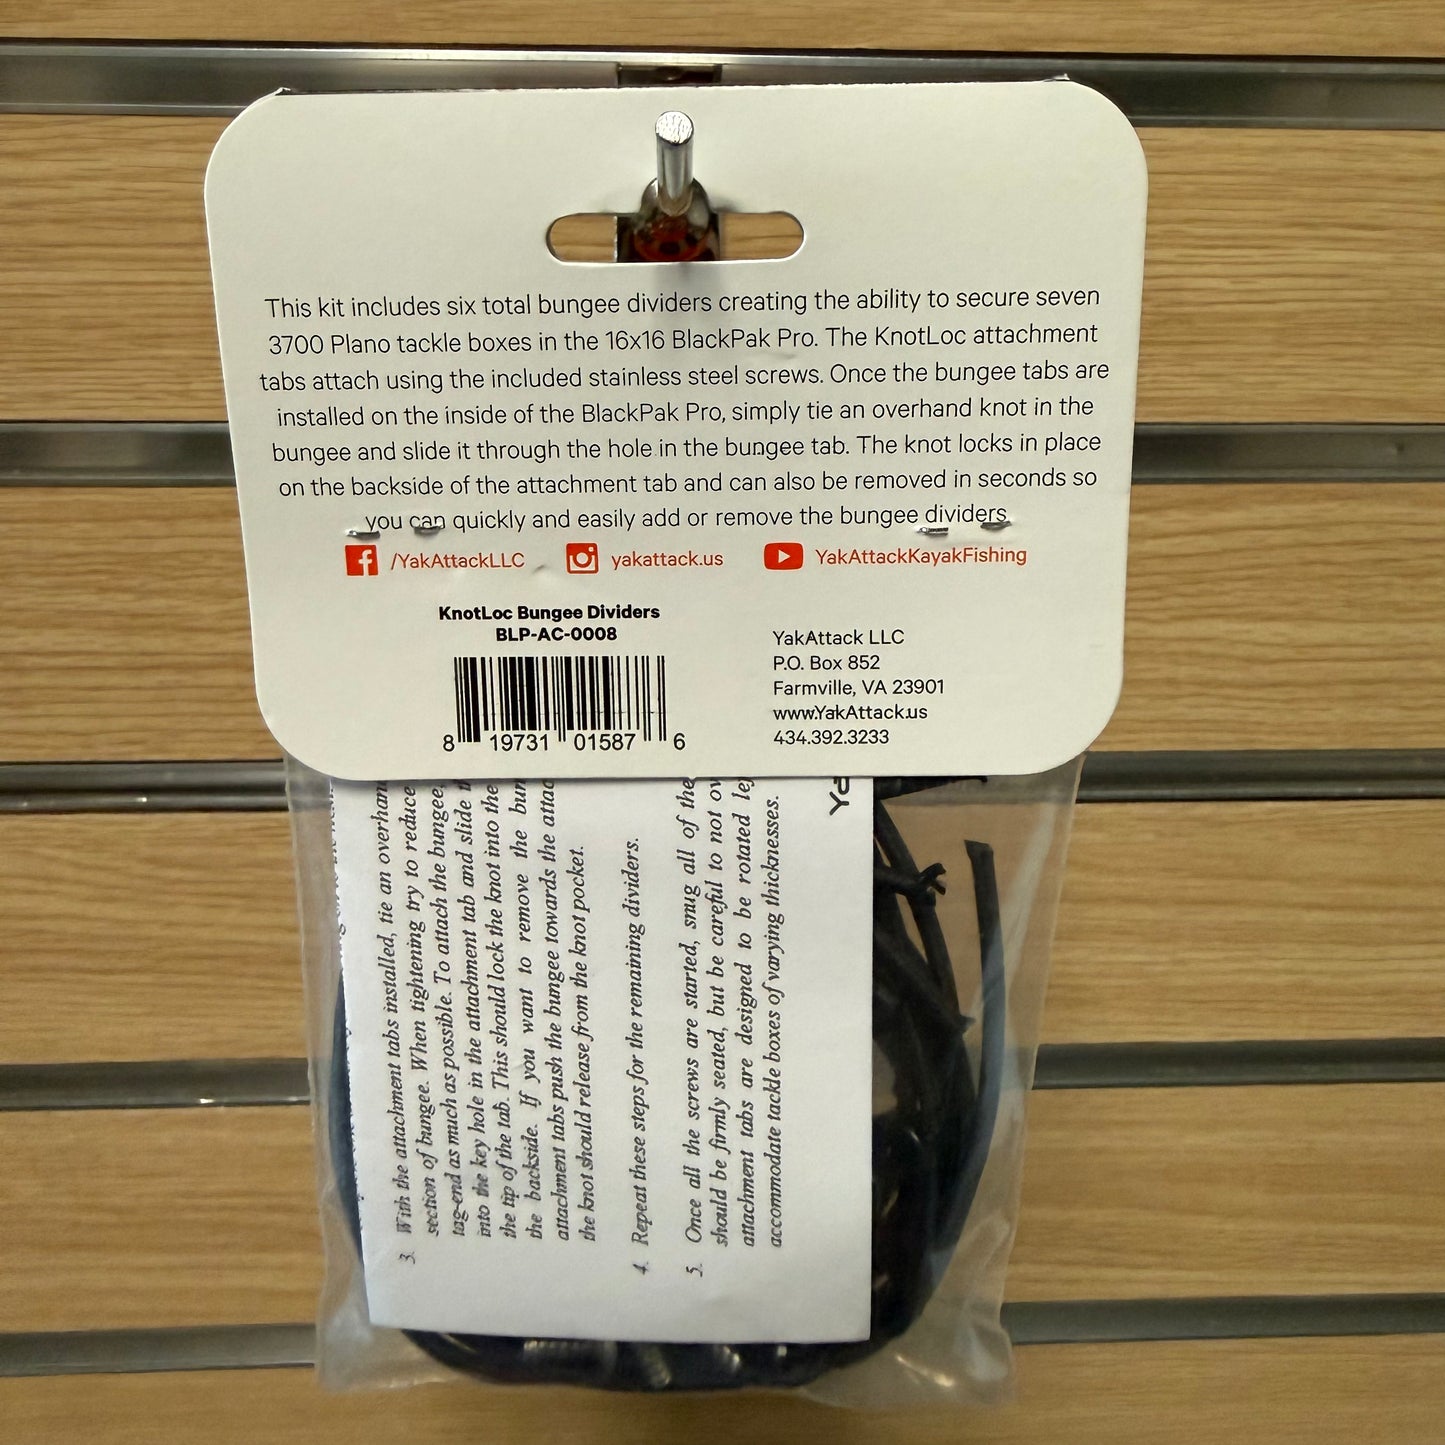 This kit includes six total bungee dividers creating the ability to secure seven
3700 Plano tackle boxes in the 16x16 BlackPak Pro. The KnotLoc attachment
tabs attach using the included stainless steel screws. Once the bungee tabs are
installed on the inside of the BlackPak Pro, simply tie an overhand knot in the
bungee and slide it through the hole in the bungee tab. The knot locks in place
on the backside of the attachment tab and can also be removed in seconds so
you can quickly and easily add or remove the bungee dividers.
/YakAttackLLC yakattack.us YakAttackKayakFishing
KnotLoc Bungee Dividers
BLP-AC-0008
8 19731 01587 6
YakAttack LLC
P.O. Box 852
Farmville, VA 23901
www.YakAttack.us
434.392.3233
3. With the attachment tabs installed, tie an overhan
section of bungee. When tightening try to reduce
tag-end as much as possible. To attach the bungee,
into the key hole in the attachment tab and slide
the tip of the tab. This should lock the knot into the
the backside. If you want to remove the bun
attachment tabs push the bungee towards the attac
the knot should release from the knot pocket.
4. Repeat these steps for the remaining dividers.
5. Once all the screws are started, snug all of the
should be firmly seated, but be careful to not ov
attachment tabs are designed to be rotated
accommodate tackle boxes of varying thicknesses.
Ya